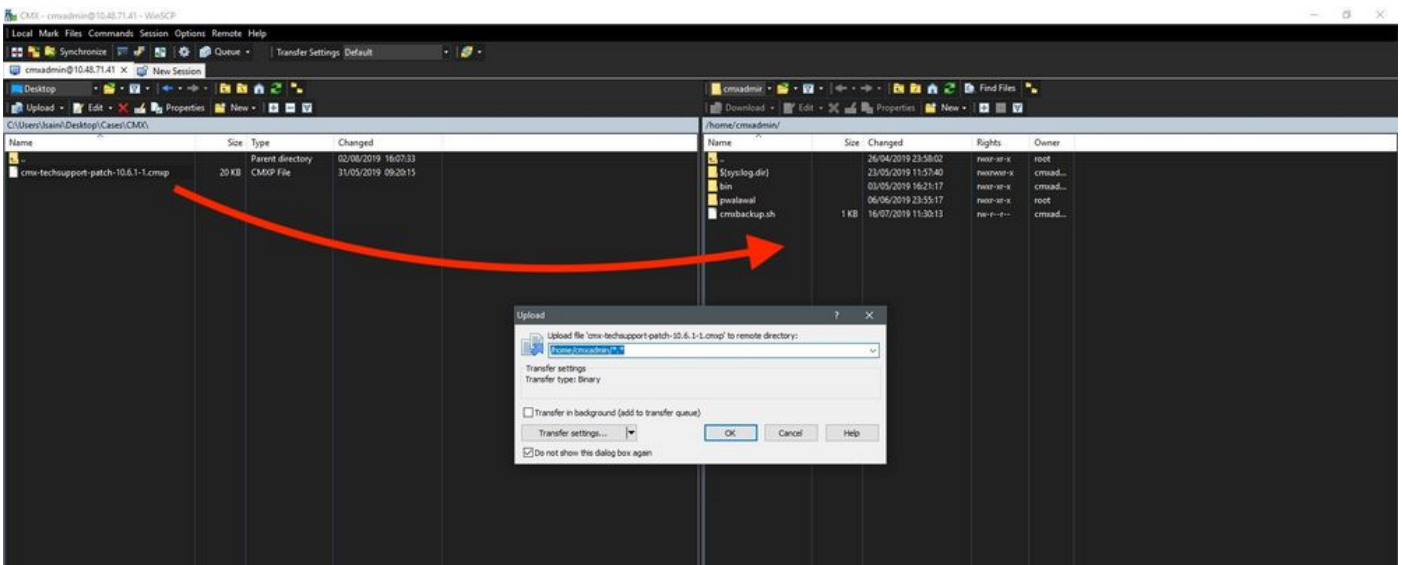 CMX - cmxadmin@10.48.71.41 - WinSCP
Local Mark Files Commands Session Options Remote Help
Synchronize Queue Transfer Settings Default
cmxadmin@10.48.71.41 New Session
Desktop
Upload Edit Properties New
C:\Users\lsaini\Desktop\Cases\CMX\
Name Size Type Changed
.. Parent directory 02/08/2019 16:07:33
cmx-techsupport-patch-10.6.1-1.cmxp 20 KB CMXP File 31/05/2019 09:20:15
cmxadmir Find Files
Download Edit Properties New
/home/cmxadmin/
Name Size Changed Rights Owner
.. 26/04/2019 23:58:02 rwxr-xr-x root
${sys:log.dir} 23/05/2019 11:57:40 rwxrwxr-x cmxad...
bin 03/05/2019 16:21:17 rwxr-xr-x cmxad...
pwalawal 06/06/2019 23:55:17 rwxr-xr-x root
cmxbackup.sh 1 KB 16/07/2019 11:30:13 rw-r--r-- cmxad...
Upload ? X
Upload file 'cmx-techsupport-patch-10.6.1-1.cmxp' to remote directory:
/home/cmxadmin/*.*
Transfer settings
Transfer type: Binary
Transfer in background (add to transfer queue)
Transfer settings... OK Cancel Help
Do not show this dialog box again